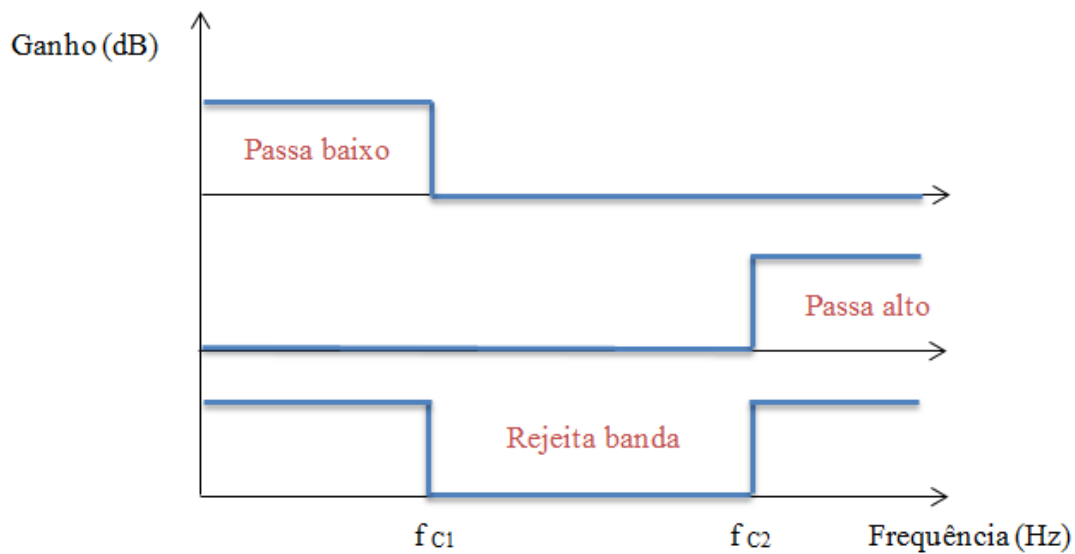 Ganho (dB)
Passa baixo
Passa alto
Rejeita banda
f C1
f C2
Frequência (Hz)